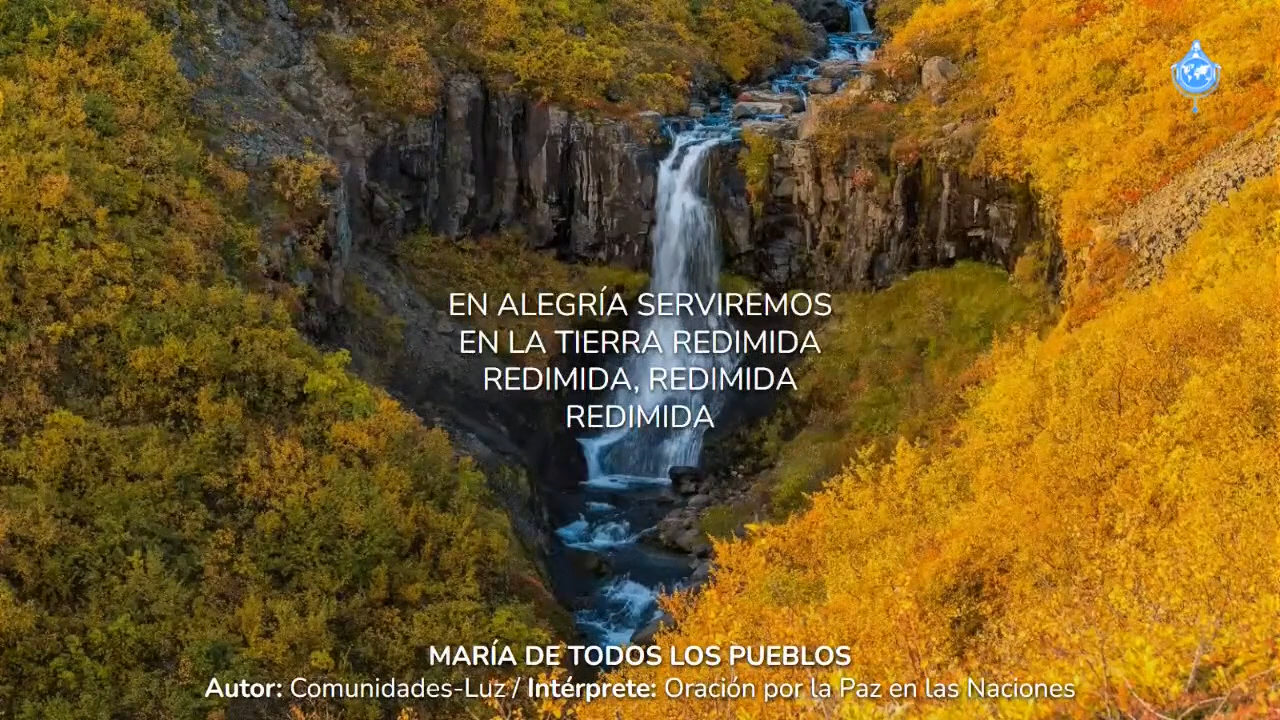 EN ALEGRÍA SERVIREMOS
EN LA TIERRA REDIMIDA
REDIMIDA, REDIMIDA
REDIMIDA
MARÍA DE TODOS LOS PUEBLOS
Autor: Comunidades-Luz / Intérprete: Oración por la Paz en las Naciones